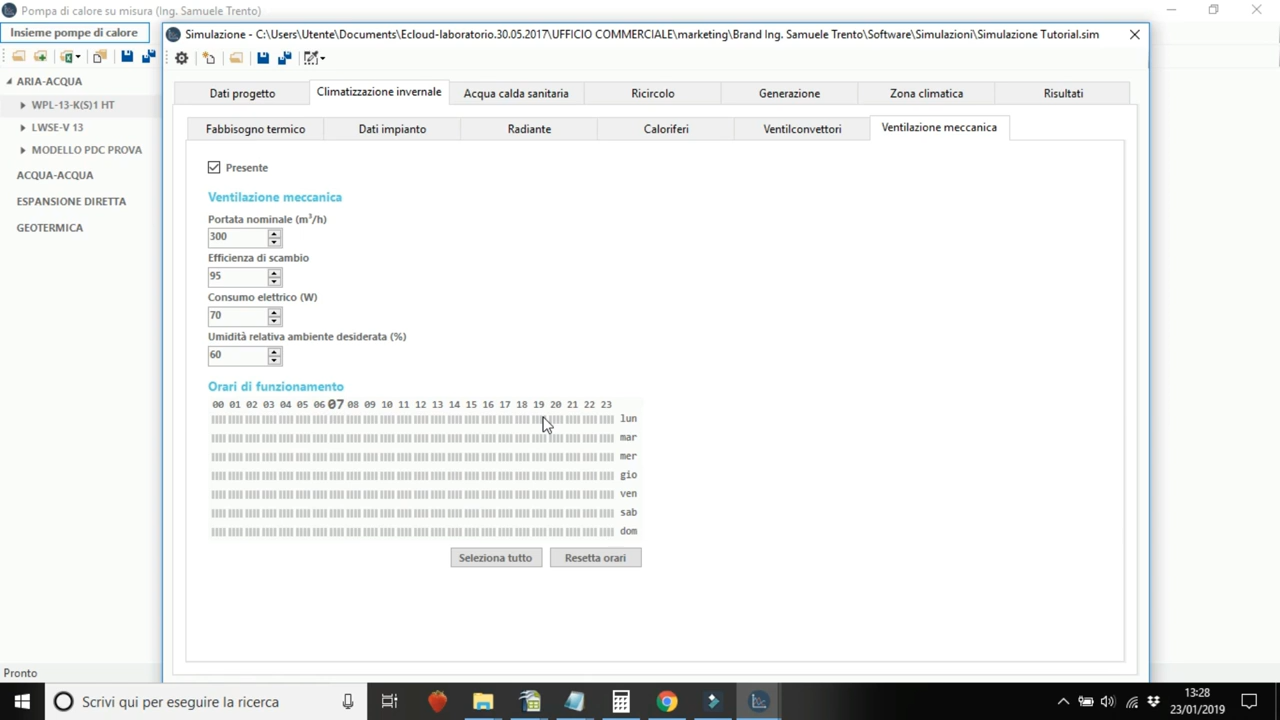 Pompa di calore su misura (Ing. Samuele Trento)
Insieme pompe di calore
ARIA-ACQUA
WPL-13-K(S)1 HT
LWSE-V 13
MODELLO PDC PROVA
ACQUA-ACQUA
ESPANSIONE DIRETTA
GEOTERMICA
Pronto
Simulazione - C:\Users\Utente\Documents\Ecloud-laboratorio.30.05.2017\UFFICIO COMMERCIALE\marketing\Brand Ing. Samuele Trento\Software\Simulazioni\Simulazione Tutorial.sim
Dati progetto Climatizzazione invernale Acqua calda sanitaria Ricircolo Generazione Zona climatica Risultati
Fabbisogno termico Dati impianto Radiante Caloriferi Ventilconvettori Ventilazione meccanica
Presente
Ventilazione meccanica
Portata nominale (m³/h)
300
Efficienza di scambio
95
Consumo elettrico (W)
70
Umidità relativa ambiente desiderata (%)
60
Orari di funzionamento
00 01 02 03 04 05 06 07 08 09 10 11 12 13 14 15 16 17 18 19 20 21 22 23
lun
mar
mer
gio
ven
sab
dom
Seleziona tutto Resetta orari
Scrivi qui per eseguire la ricerca
13:28
23/01/2019